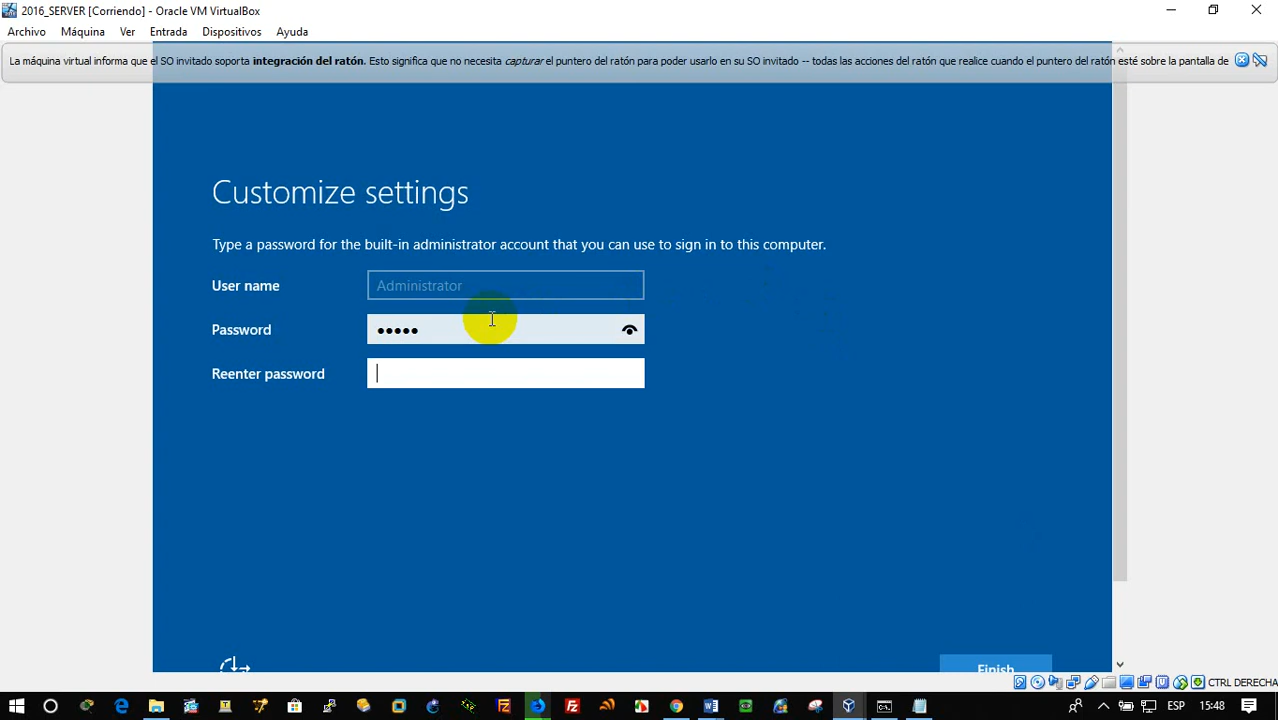 2016_SERVER [Corriendo] - Oracle VM VirtualBox
Archivo Máquina Ver Entrada Dispositivos Ayuda
La máquina virtual informa que el SO invitado soporta integración del ratón. Esto significa que no necesita capturar el puntero del ratón para poder usarlo en su SO invitado -- todas las acciones del ratón que realice cuando el puntero del ratón esté sobre la pantalla de
Customize settings
Type a password for the built-in administrator account that you can use to sign in to this computer.
User name Administrator
Password •••••
Reenter password
Finish
CTRL DERECHA
ESP 15:48